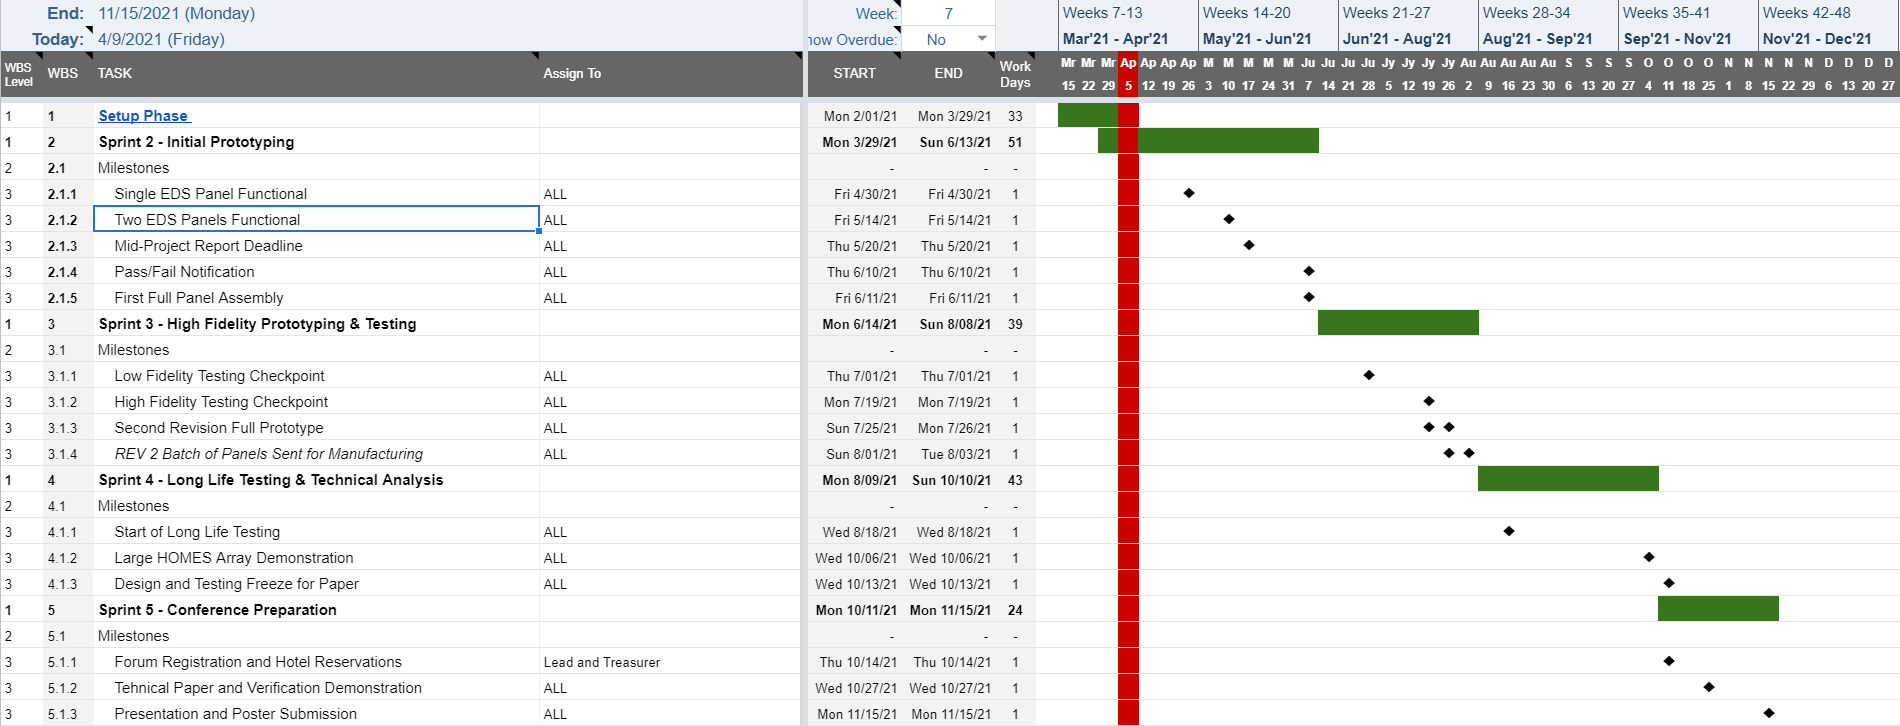 End: 11/15/2021 (Monday) Week: 7 Weeks 7-13 Weeks 14-20 Weeks 21-27 Weeks 28-34 Weeks 35-41 Weeks 42-48
Today: 4/9/2021 (Friday) now Overdue: No Mar'21 - Apr'21 May'21 - Jun'21 Jun'21 - Aug'21 Aug'21 - Sep'21 Sep'21 - Nov'21 Nov'21 - Dec'21
WBS Level WBS TASK Assign To START END Work Days
Mr Mr Mr Ap Ap Ap Ap M M M M M Ju Ju Ju Ju Jy Jy Jy Jy Au Au Au Au Au S S S S O O O O N N N N N D D D D
15 22 29 5 12 19 26 3 10 17 24 31 7 14 21 28 5 12 19 26 2 9 16 23 30 6 13 20 27 4 11 18 25 1 8 15 22 29 6 13 20 27
1 1 Setup Phase Mon 2/01/21 Mon 3/29/21 33
1 2 Sprint 2 - Initial Prototyping Mon 3/29/21 Sun 6/13/21 51
2 2.1 Milestones - - -
3 2.1.1 Single EDS Panel Functional ALL Fri 4/30/21 Fri 4/30/21 1
3 2.1.2 Two EDS Panels Functional ALL Fri 5/14/21 Fri 5/14/21 1
3 2.1.3 Mid-Project Report Deadline ALL Thu 5/20/21 Thu 5/20/21 1
3 2.1.4 Pass/Fail Notification ALL Thu 6/10/21 Thu 6/10/21 1
3 2.1.5 First Full Panel Assembly ALL Fri 6/11/21 Fri 6/11/21 1
1 3 Sprint 3 - High Fidelity Prototyping & Testing Mon 6/14/21 Sun 8/08/21 39
2 3.1 Milestones - - -
3 3.1.1 Low Fidelity Testing Checkpoint ALL Thu 7/01/21 Thu 7/01/21 1
3 3.1.2 High Fidelity Testing Checkpoint ALL Mon 7/19/21 Mon 7/19/21 1
3 3.1.3 Second Revision Full Prototype ALL Sun 7/25/21 Mon 7/26/21 1
3 3.1.4 REV 2 Batch of Panels Sent for Manufacturing ALL Sun 8/01/21 Tue 8/03/21 1
1 4 Sprint 4 - Long Life Testing & Technical Analysis Mon 8/09/21 Sun 10/10/21 43
2 4.1 Milestones - - -
3 4.1.1 Start of Long Life Testing ALL Wed 8/18/21 Wed 8/18/21 1
3 4.1.2 Large HOMES Array Demonstration ALL Wed 10/06/21 Wed 10/06/21 1
3 4.1.3 Design and Testing Freeze for Paper ALL Wed 10/13/21 Wed 10/13/21 1
1 5 Sprint 5 - Conference Preparation Mon 10/11/21 Mon 11/15/21 24
2 5.1 Milestones - - -
3 5.1.1 Forum Registration and Hotel Reservations Lead and Treasurer Thu 10/14/21 Thu 10/14/21 1
3 5.1.2 Tehnical Paper and Verification Demonstration ALL Wed 10/27/21 Wed 10/27/21 1
3 5.1.3 Presentation and Poster Submission ALL Mon 11/15/21 Mon 11/15/21 1